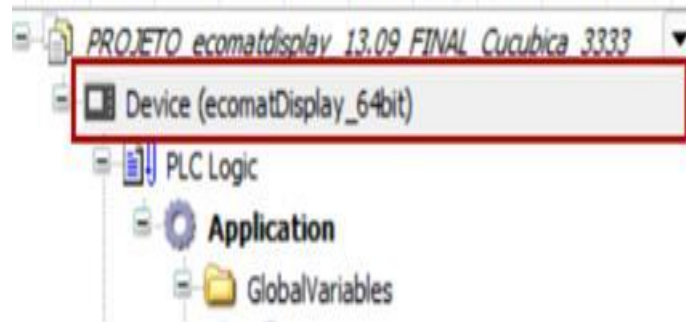 PROJETO_ecomatdisplay_13.09_FINAL_Cucubica_3333
Device (ecomatDisplay_64bit)
PLC Logic
Application
GlobalVariables